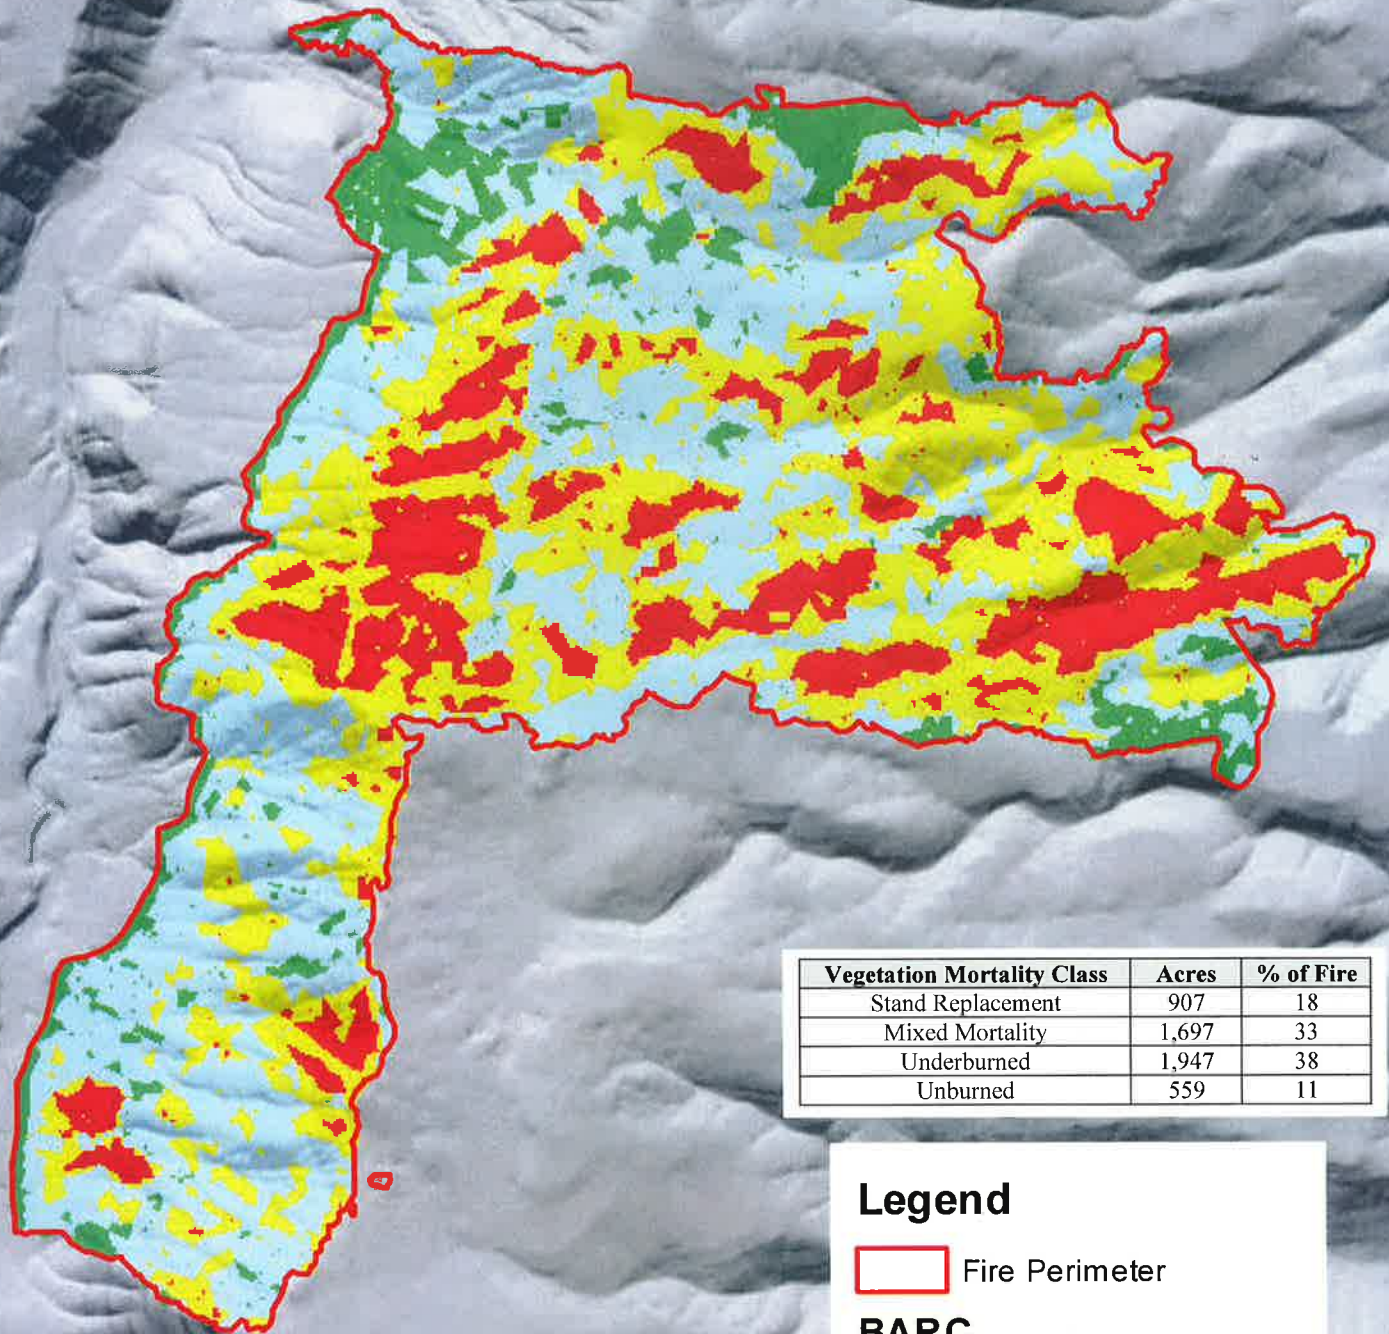 Vegetation Mortality Class Acres % of Fire
Stand Replacement 907 18
Mixed Mortality 1,697 33
Underburned 1,947 38
Unburned 559 11
Legend
Fire Perimeter
BARC